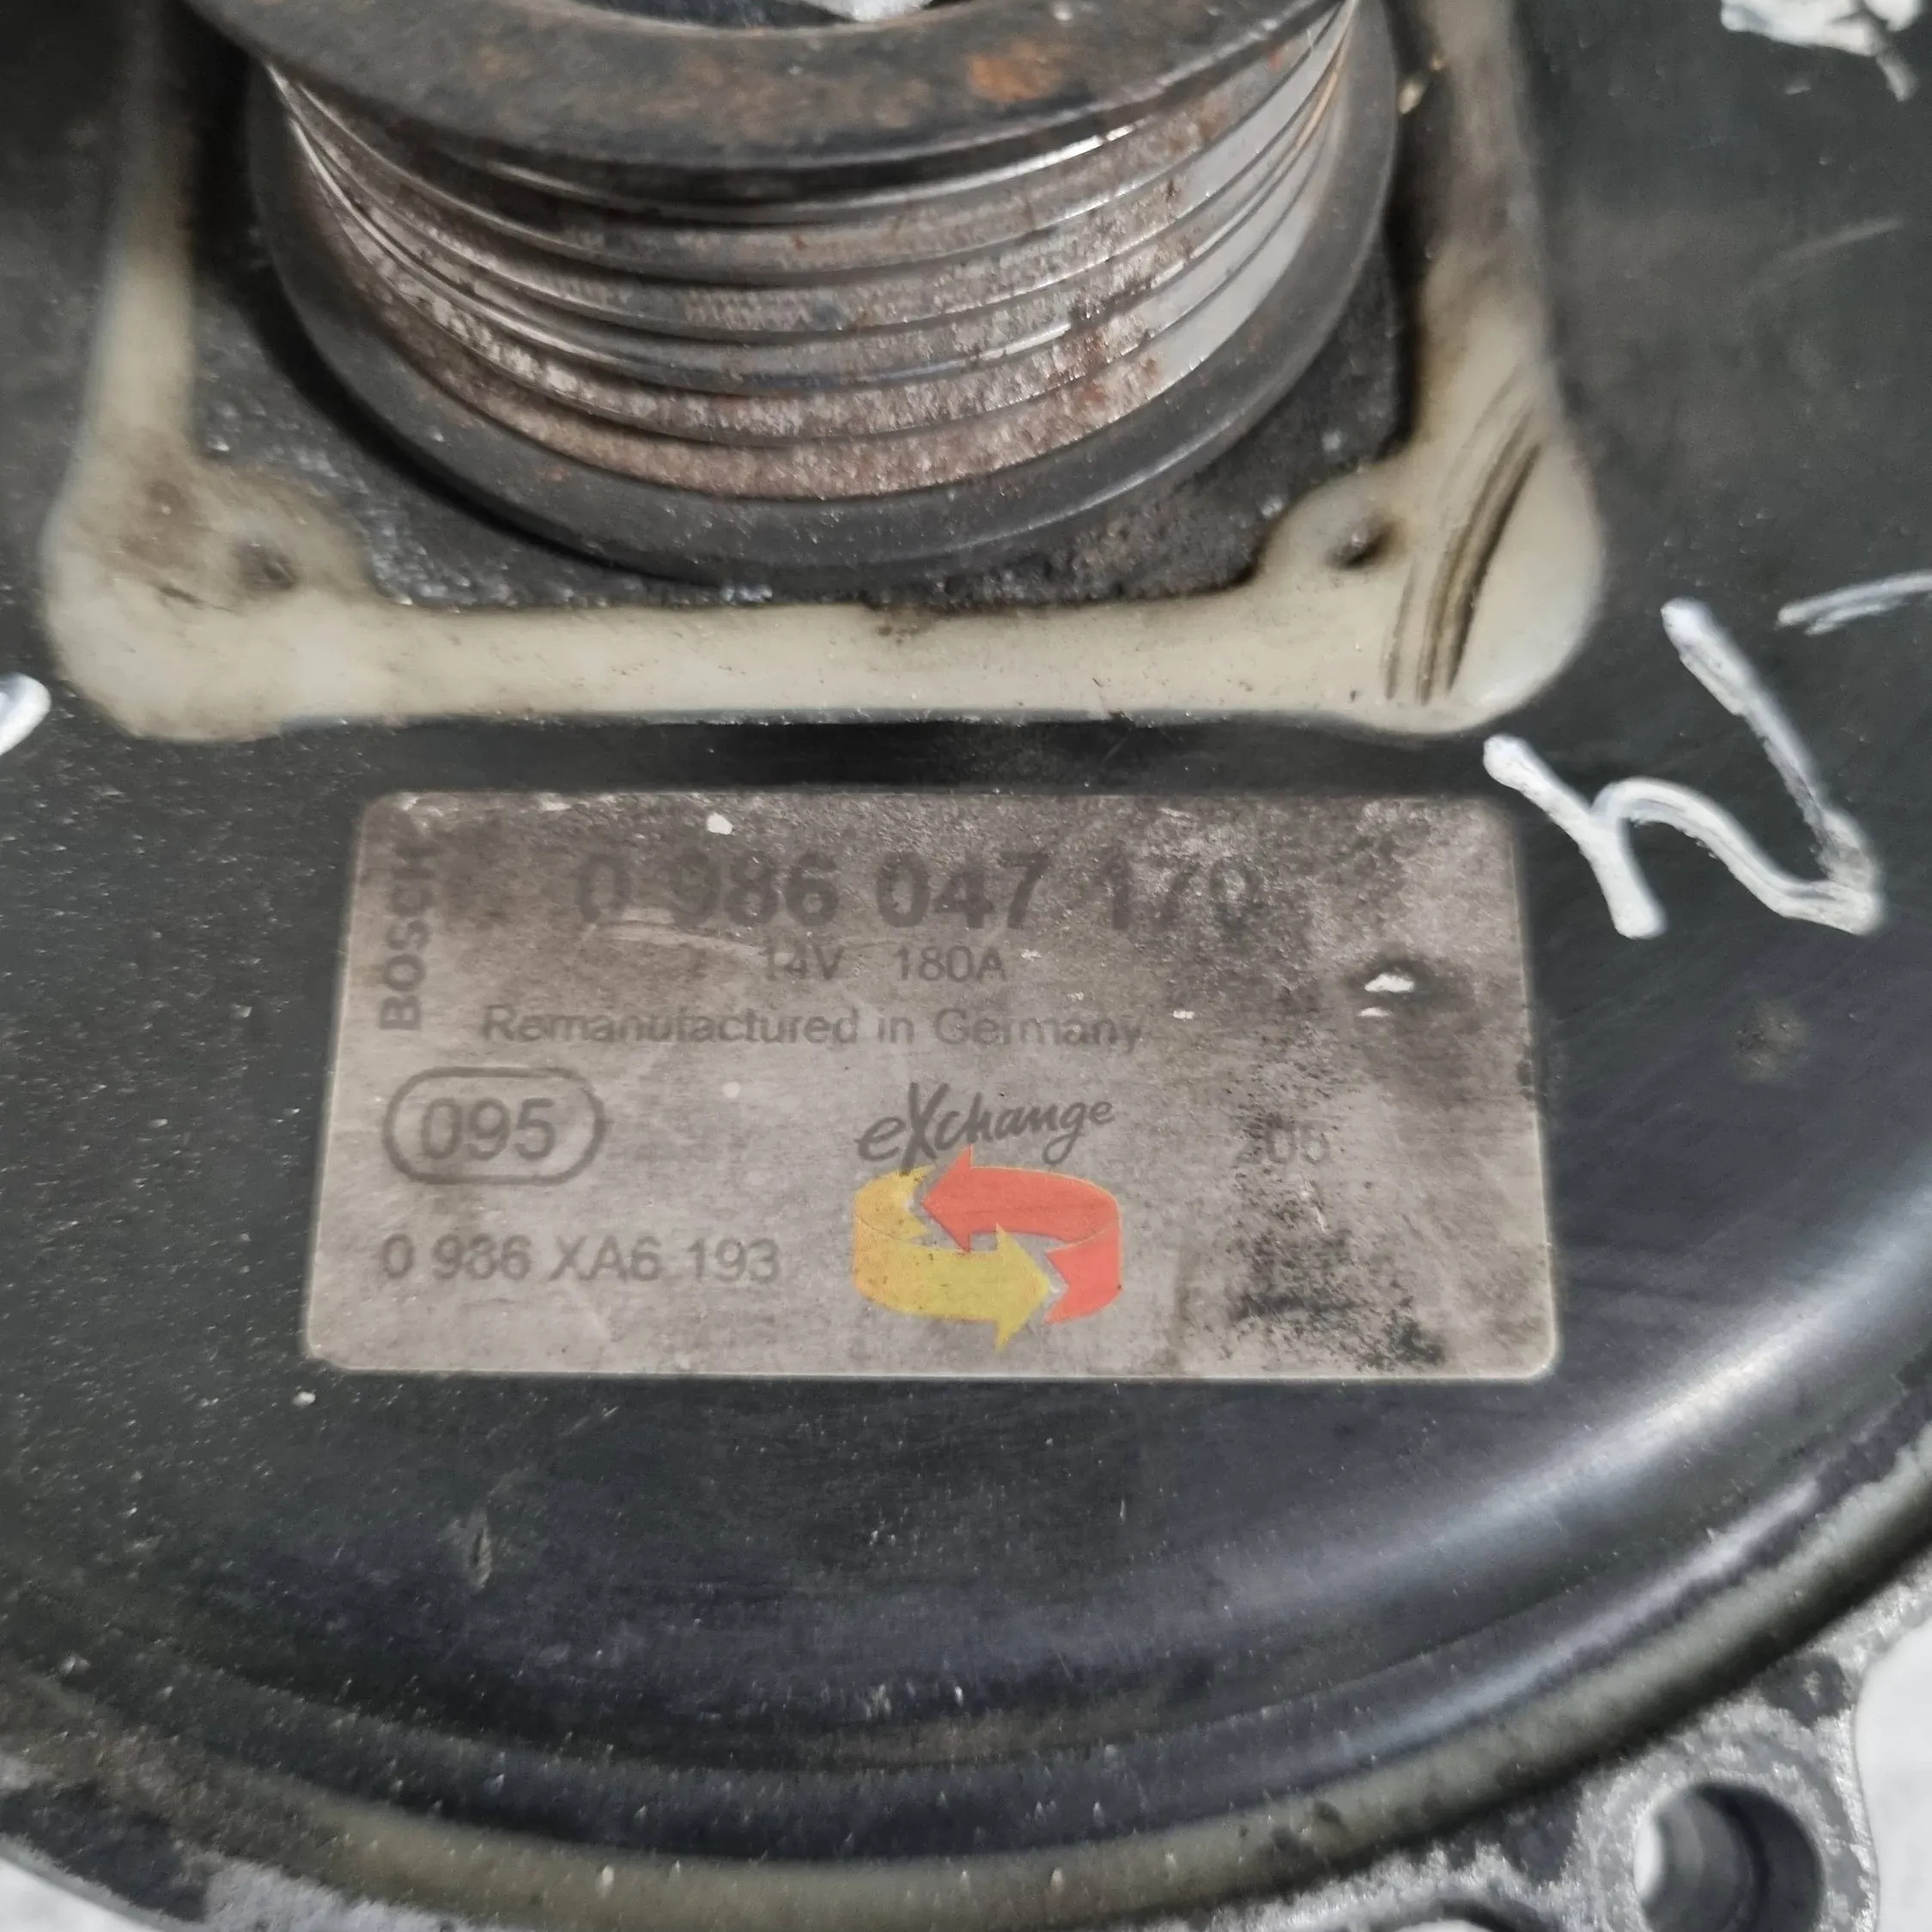 BOSCH
0 986 047 170
14V 180A
Remanufactured in Germany
095
eXchange
0 986 XA6 193